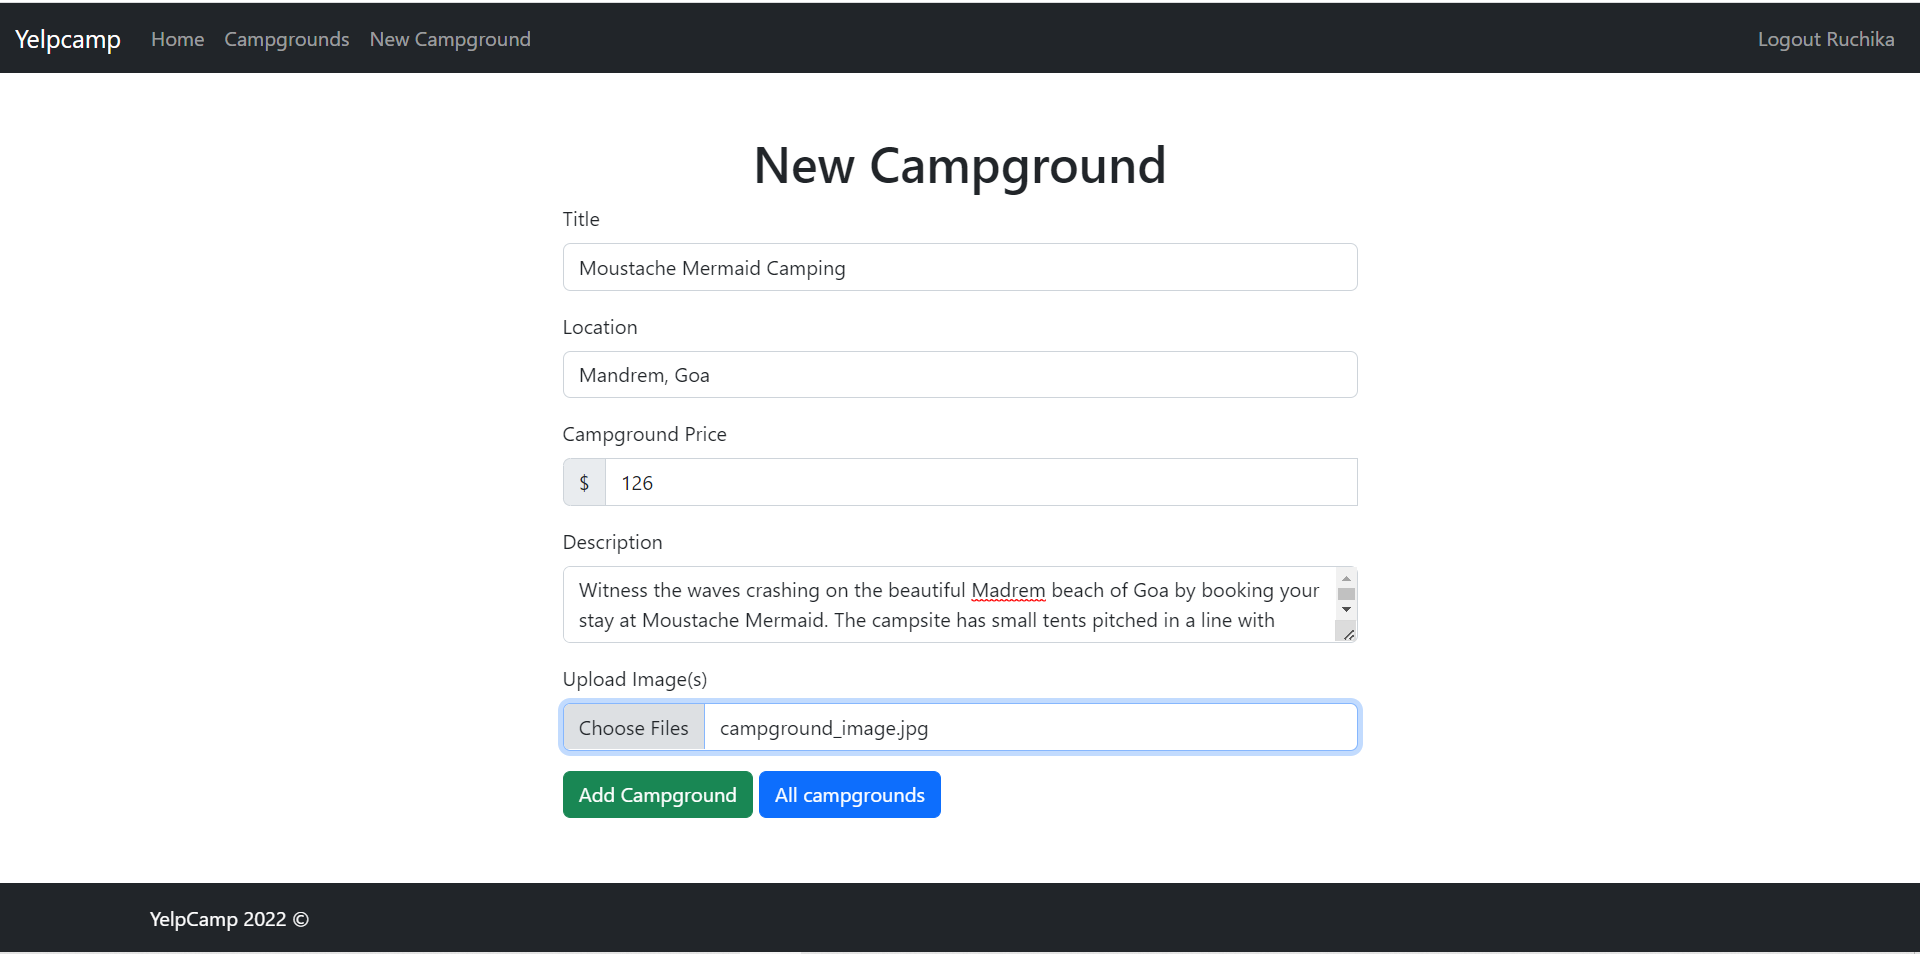 Yelpcamp Home Campgrounds New Campground Logout Ruchika
New Campground
Title
Moustache Mermaid Camping
Location
Mandrem, Goa
Campground Price
$ 126
Description
Witness the waves crashing on the beautiful Madrem beach of Goa by booking your
stay at Moustache Mermaid. The campsite has small tents pitched in a line with
Upload Image(s)
Choose Files campground_image.jpg
Add Campground All campgrounds
YelpCamp 2022 ©